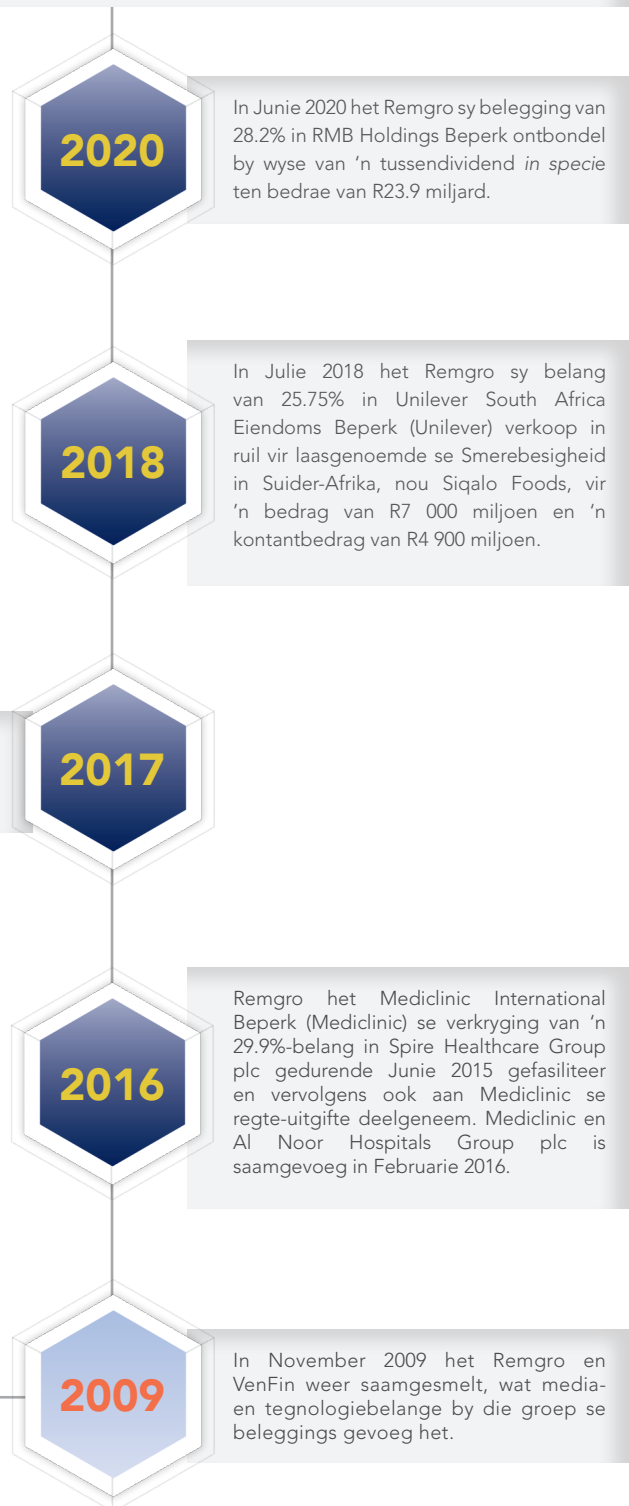 2020
In Junie 2020 het Remgro sy belegging van
28.2% in RMB Holdings Beperk ontbondel
by wyse van 'n tussendividend in specie
ten bedrae van R23.9 miljard.
2018
In Julie 2018 het Remgro sy belang
van 25.75% in Unilever South Africa
Eiendoms Beperk (Unilever) verkoop in
ruil vir laasgenoemde se Smerebesigheid
in Suider-Afrika, nou Siqalo Foods, vir
'n bedrag van R7 000 miljoen en 'n
kontantbedrag van R4 900 miljoen.
2017
2016
Remgro het Mediclinic International
Beperk (Mediclinic) se verkryging van 'n
29.9%-belang in Spire Healthcare Group
plc gedurende Junie 2015 gefasiliteer
en vervolgens ook aan Mediclinic se
regte-uitgifte deelgeneem. Mediclinic en
Al Noor Hospitals Group plc is
saamgevoeg in Februarie 2016.
2009
In November 2009 het Remgro en
VenFin weer saamgesmelt, wat media-
en tegnologiebelange by die groep se
beleggings gevoeg het.